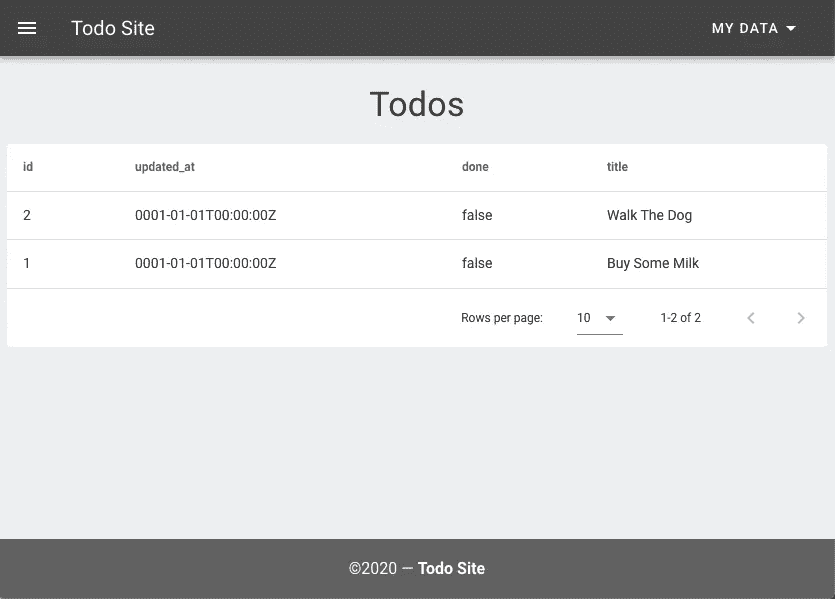 Todo Site MY DATA
Todos
id updated_at done title
2 0001-01-01T00:00:00Z false Walk The Dog
1 0001-01-01T00:00:00Z false Buy Some Milk
Rows per page: 10 1-2 of 2
©2020 — Todo Site